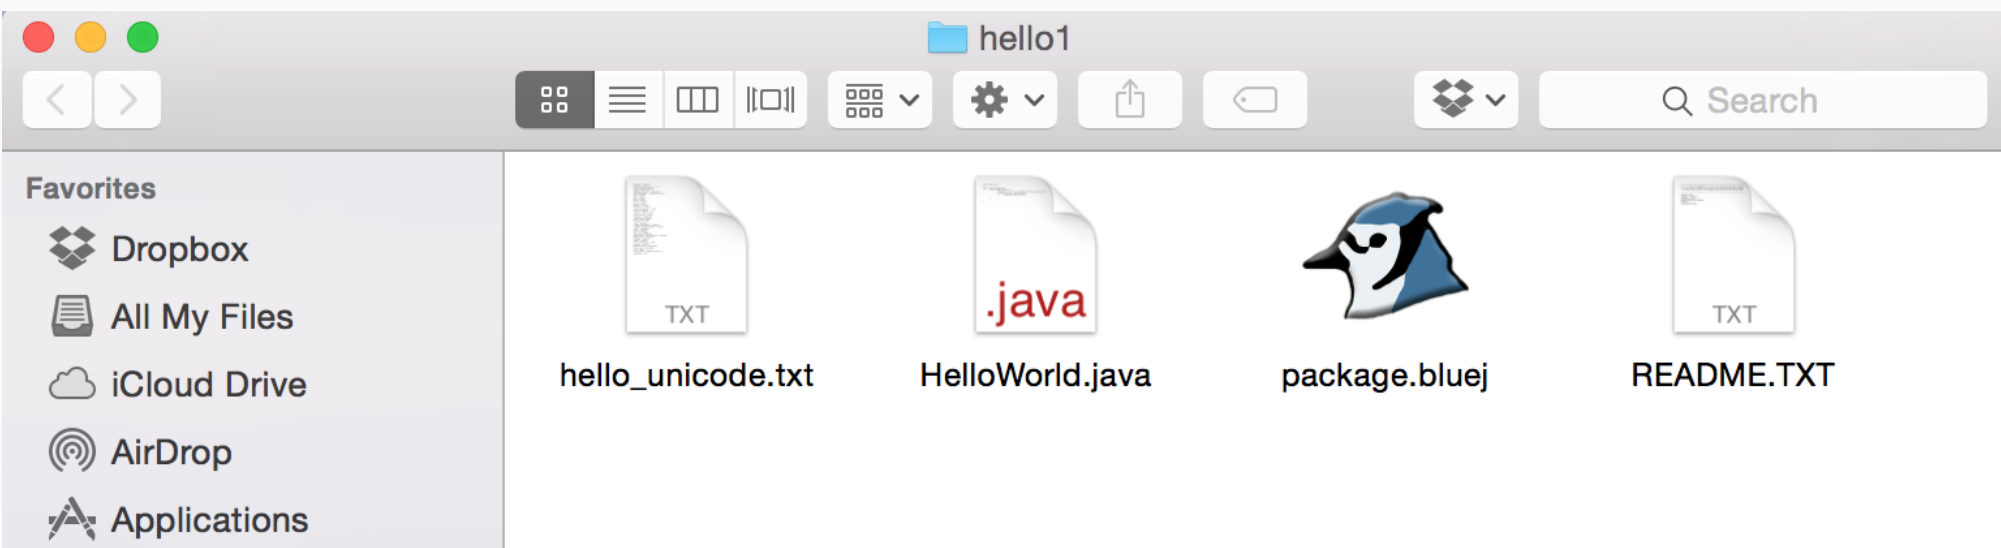 hello1
Search
Favorites
Dropbox
All My Files
iCloud Drive
AirDrop
Applications
TXT
.java
TXT
hello_unicode.txt
HelloWorld.java
package.bluej
README.TXT